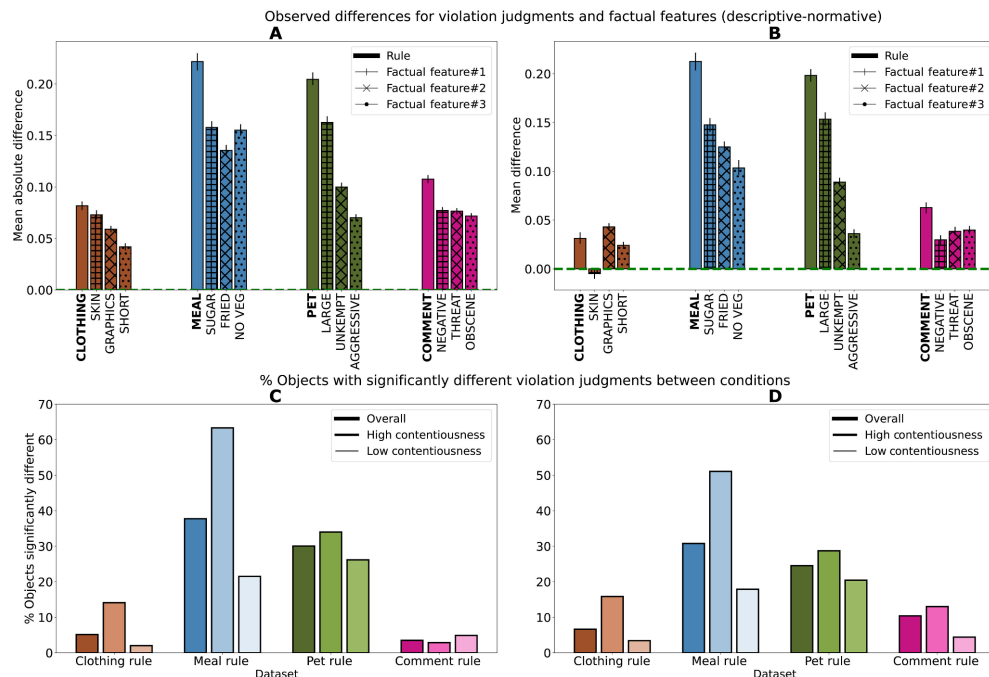 Observed differences for violation judgments and factual features (descriptive-normative)
A
Mean absolute difference
0.20
0.15
0.10
0.05
0.00
Rule
Factual feature#1
Factual feature#2
Factual feature#3
CLOTHING
SKIN
GRAPHICS
SHORT
MEAL
SUGAR
FRIED
NO VEG
PET
LARGE
UNKEMPT
AGGRESSIVE
COMMENT
NEGATIVE
THREAT
OBSCENE
B
Mean difference
0.20
0.15
0.10
0.05
0.00
Rule
Factual feature#1
Factual feature#2
Factual feature#3
CLOTHING
SKIN
GRAPHICS
SHORT
MEAL
SUGAR
FRIED
NO VEG
PET
LARGE
UNKEMPT
AGGRESSIVE
COMMENT
NEGATIVE
THREAT
OBSCENE
% Objects with significantly different violation judgments between conditions
C
% Objects significantly different
70
60
50
40
30
20
10
0
Overall
High contentiousness
Low contentiousness
Clothing rule Meal rule Pet rule Comment rule
Dataset
D
70
60
50
40
30
20
10
0
Overall
High contentiousness
Low contentiousness
Clothing rule Meal rule Pet rule Comment rule
Dataset